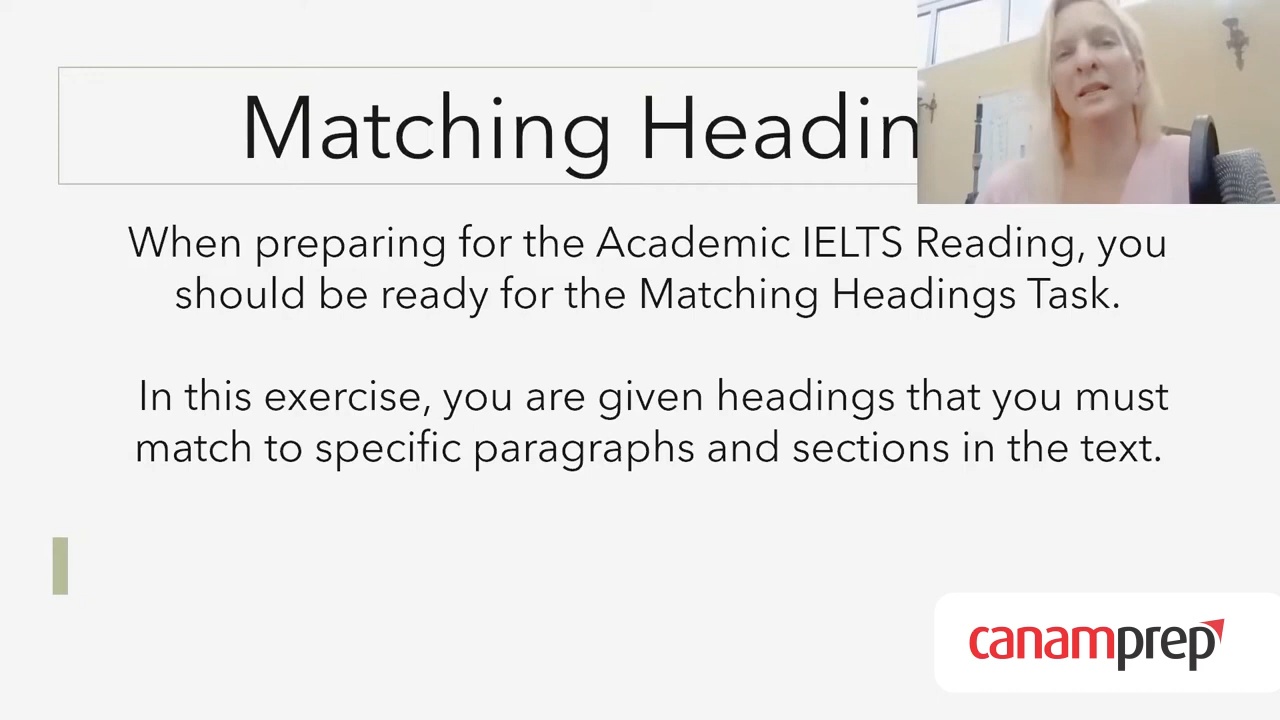 Matching Headin
When preparing for the Academic IELTS Reading, you
should be ready for the Matching Headings Task.
In this exercise, you are given headings that you must
match to specific paragraphs and sections in the text.
canamprep